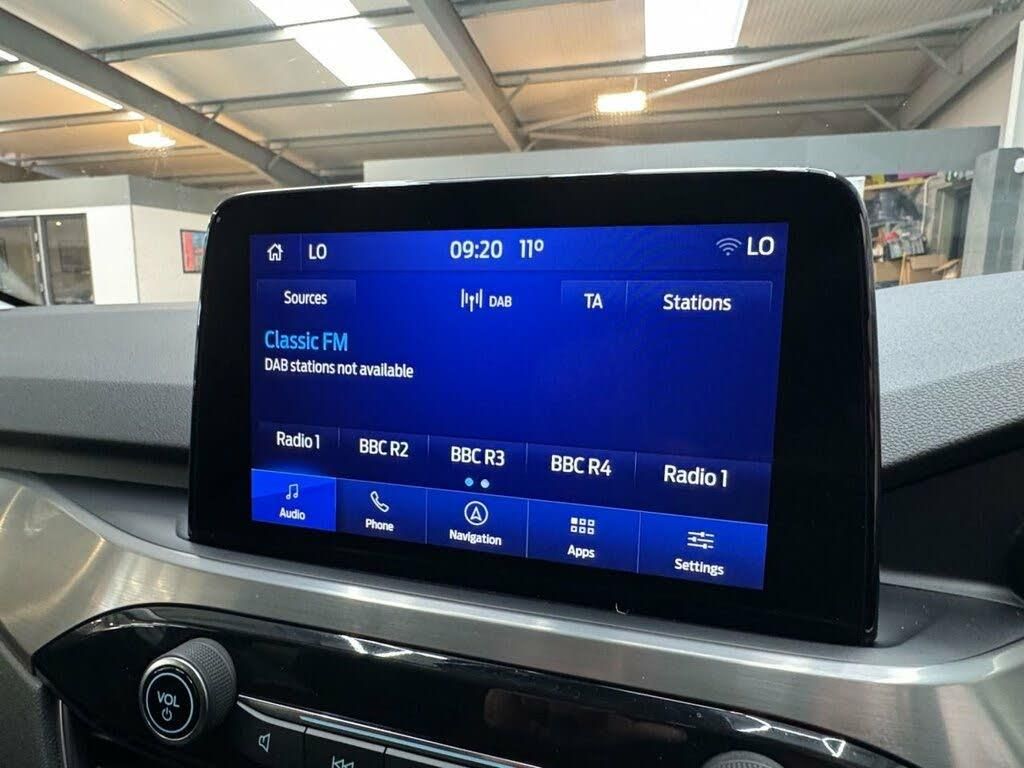 LO 09:20 11° LO
Sources DAB TA Stations
Classic FM
DAB stations not available
Radio 1 BBC R2 BBC R3 BBC R4 Radio 1
Audio Phone Navigation Apps Settings
VOL